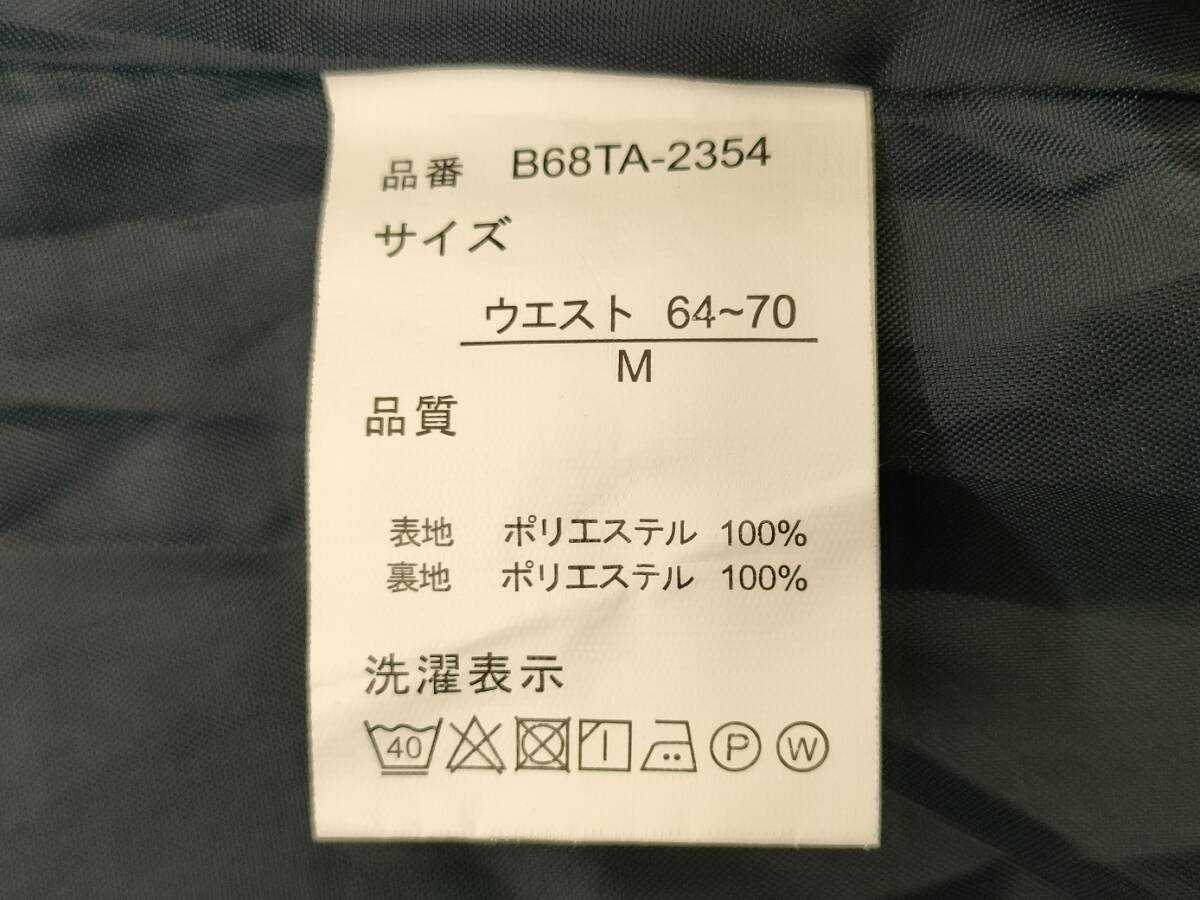 品番 B68TA-2354
サイズ
ウエスト 64~70
M
品質
表地 ポリエステル 100%
裏地 ポリエステル 100%
洗濯表示
40 P W